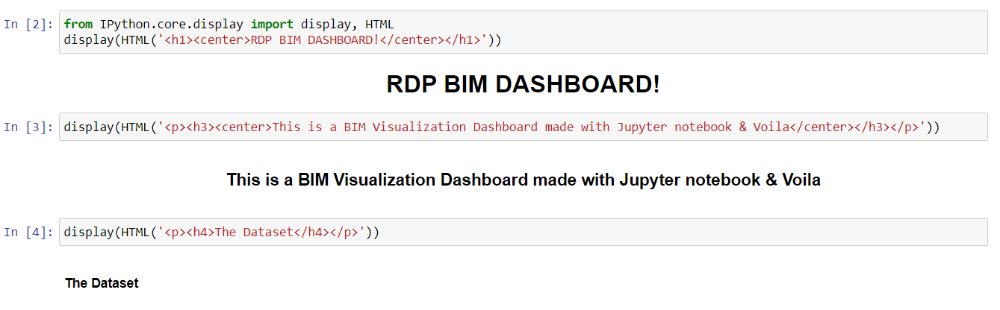 In [2]: from IPython.core.display import display, HTML
display(HTML('<h1><center>RDP BIM DASHBOARD!</center></h1>'))
RDP BIM DASHBOARD!
In [3]: display(HTML('<p><h3><center>This is a BIM Visualization Dashboard made with Jupyter notebook & Voila</center></h3></p>'))
This is a BIM Visualization Dashboard made with Jupyter notebook & Voila
In [4]: display(HTML('<p><h4>The Dataset</h4></p>'))
The Dataset